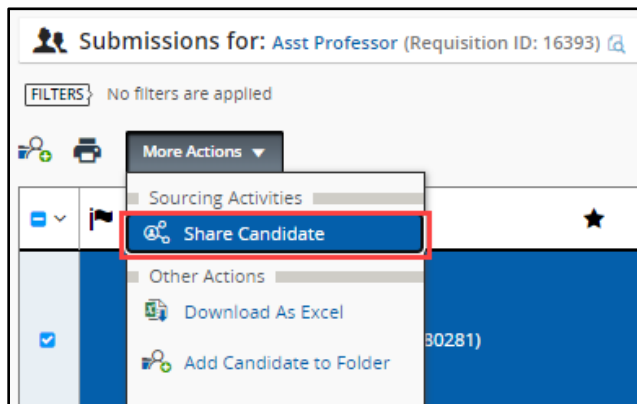 Submissions for: Asst Professor (Requisition ID: 16393)
FILTERS No filters are applied
More Actions
Sourcing Activities
Share Candidate
Other Actions
Download As Excel
80281)
Add Candidate to Folder